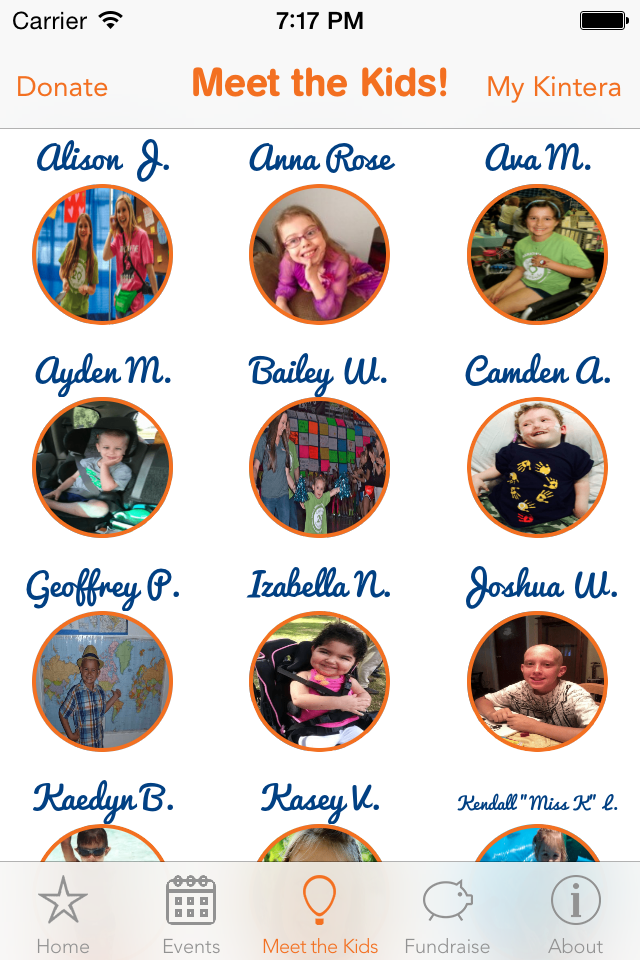 Carrier 7:17 PM
Donate Meet the Kids! My Kintera
Alison J. Anna Rose Ava M.
Ayden M. Bailey W. Camden A.
Geoffrey P. Izabella N. Joshua W.
Kaedyn B. Kasey V. Kendall "Miss K" L.
Home Events Meet the Kids Fundraise About